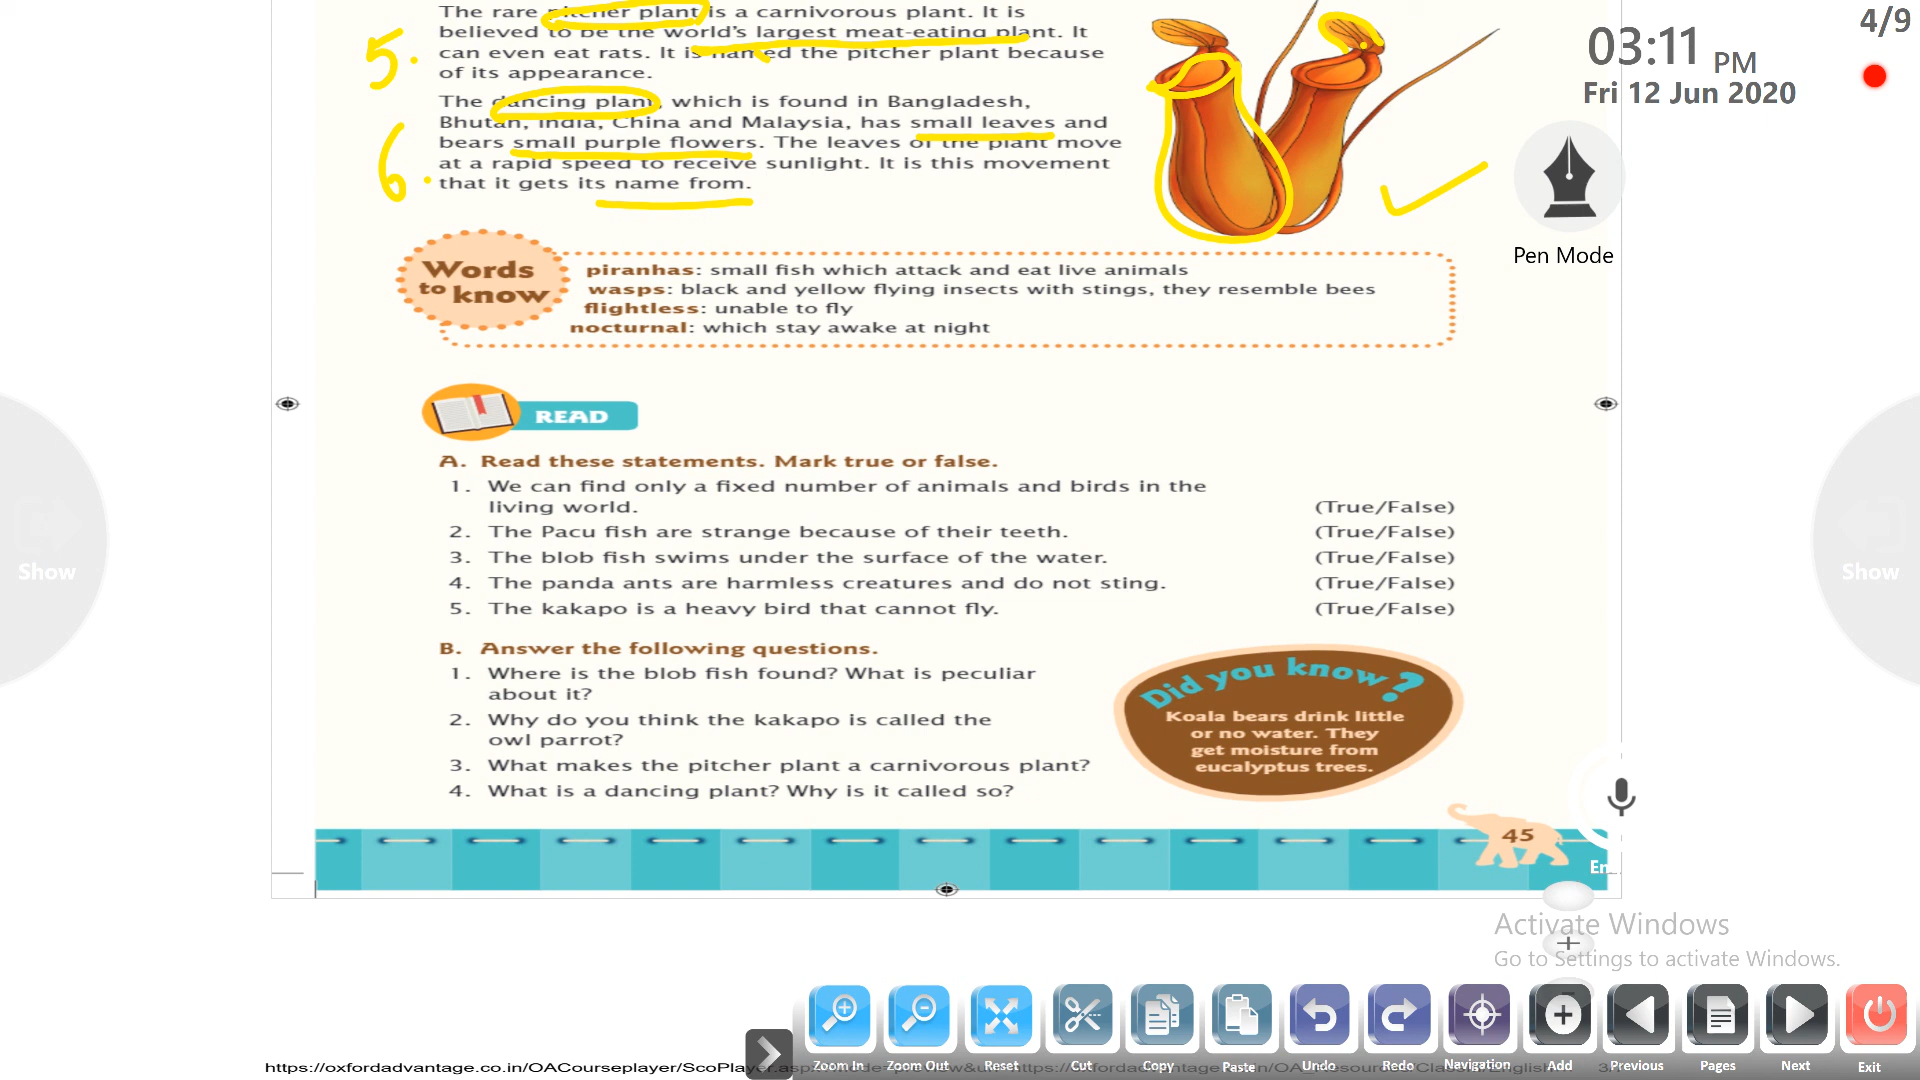 The rare pitcher plant is a carnivorous plant. It is
believed to be the world's largest meat-eating plant. It
can even eat rats. It is named the pitcher plant because
of its appearance.
5.
The dancing plant, which is found in Bangladesh,
Bhutan, India, China and Malaysia, has small leaves and
bears small purple flowers. The leaves of the plant move
at a rapid speed to receive sunlight. It is this movement
that it gets its name from.
6.
03:11 PM
Fri 12 Jun 2020
4/9
Pen Mode
Words
to know
piranhas: small fish which attack and eat live animals
wasps: black and yellow flying insects with stings, they resemble bees
flightless: unable to fly
nocturnal: which stay awake at night
READ
A. Read these statements. Mark true or false.
1. We can find only a fixed number of animals and birds in the
living world. (True/False)
2. The Pacu fish are strange because of their teeth. (True/False)
3. The blob fish swims under the surface of the water. (True/False)
4. The panda ants are harmless creatures and do not sting. (True/False)
5. The kakapo is a heavy bird that cannot fly. (True/False)
B. Answer the following questions.
1. Where is the blob fish found? What is peculiar
about it?
2. Why do you think the kakapo is called the
owl parrot?
3. What makes the pitcher plant a carnivorous plant?
4. What is a dancing plant? Why is it called so?
Did you know?
Koala bears drink little
or no water. They
get moisture from
eucalyptus trees.
45
Show
Show
En...
Activate Windows
Go to Settings to activate Windows.
Zoom In Zoom Out Reset Cut Copy Paste Undo Redo Navigation Add Previous Pages Next Exit
https://oxfordadvantage.co.in/OACourseplayer/ScoPlayer